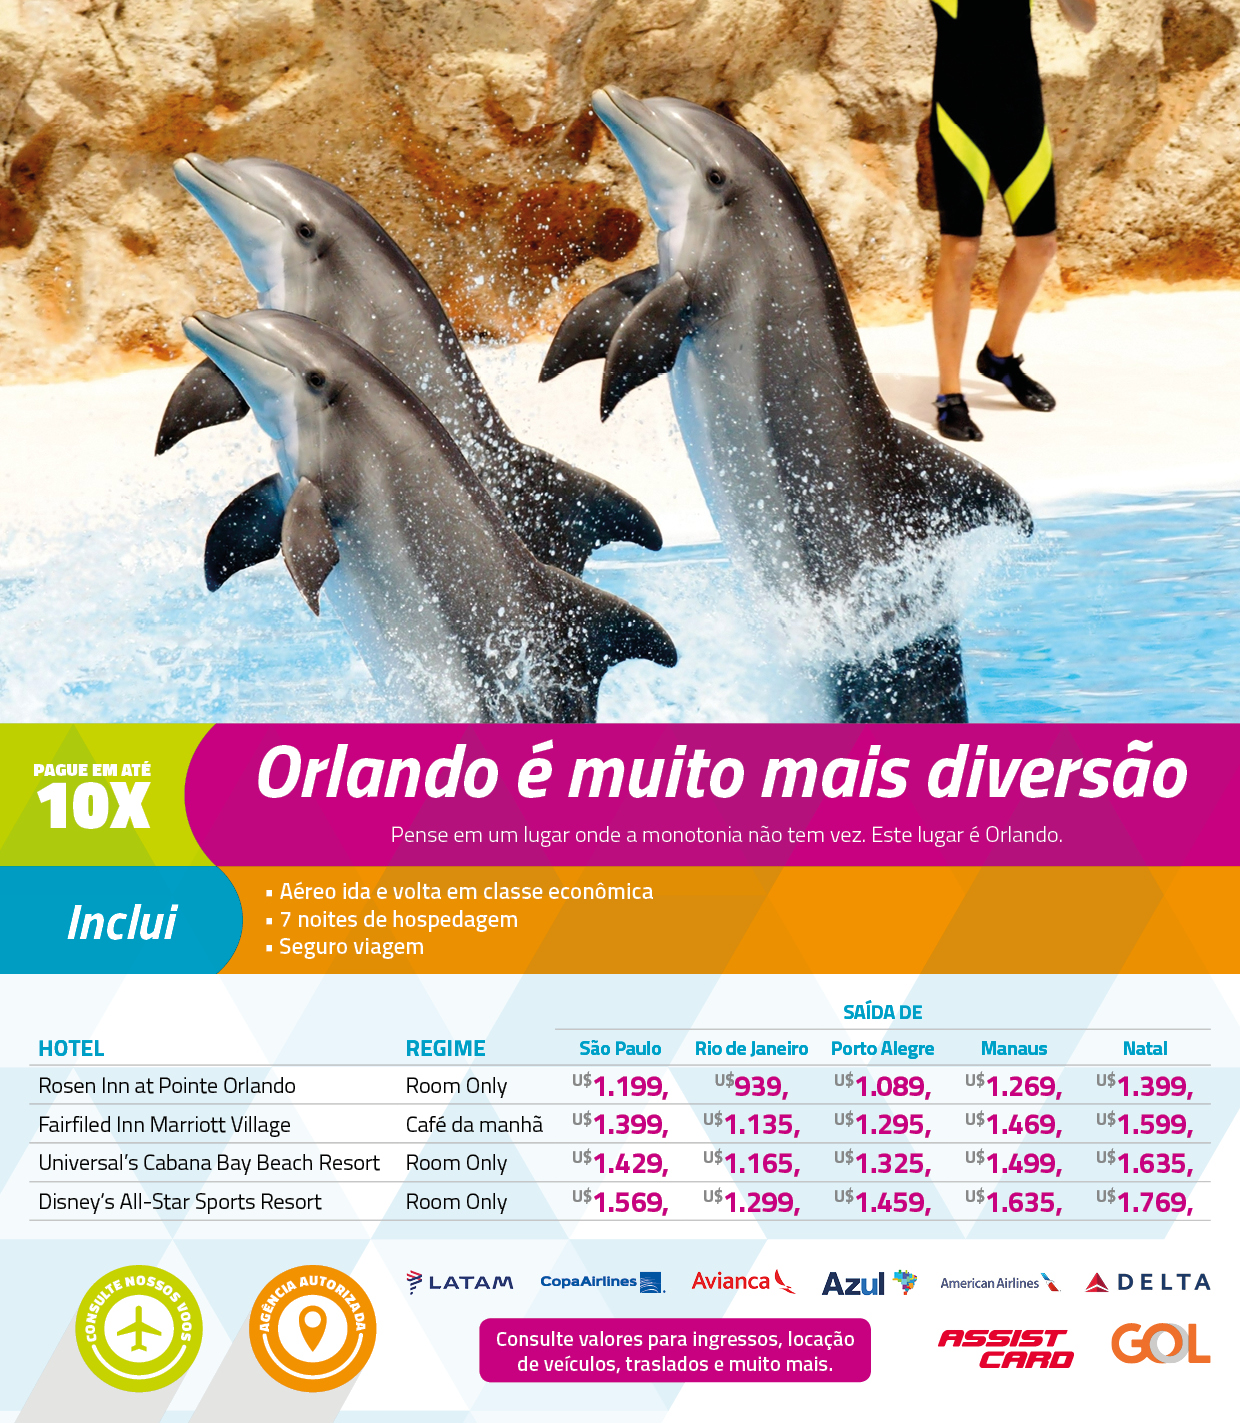 PAGUE EM ATÉ
10X
Orlando é muito mais diversão
Pense em um lugar onde a monotonia não tem vez. Este lugar é Orlando.
Inclui
• Aéreo ida e volta em classe econômica
• 7 noites de hospedagem
• Seguro viagem
SAÍDA DE
HOTEL REGIME São Paulo Rio de Janeiro Porto Alegre Manaus Natal
Rosen Inn at Pointe Orlando Room Only U$1.199, U$939, U$1.089, U$1.269, U$1.399,
Fairfiled Inn Marriott Village Café da manhã U$1.399, U$1.135, U$1.295, U$1.469, U$1.599,
Universal's Cabana Bay Beach Resort Room Only U$1.429, U$1.165, U$1.325, U$1.499, U$1.635,
Disney's All-Star Sports Resort Room Only U$1.569, U$1.299, U$1.459, U$1.635, U$1.769,
CONSULTE NOSSOS VOOS
AGÊNCIA AUTORIZADA
LATAM CopaAirlines Avianca Azul American Airlines DELTA
Consulte valores para ingressos, locação
de veículos, traslados e muito mais.
ASSIST
CARD
GOL